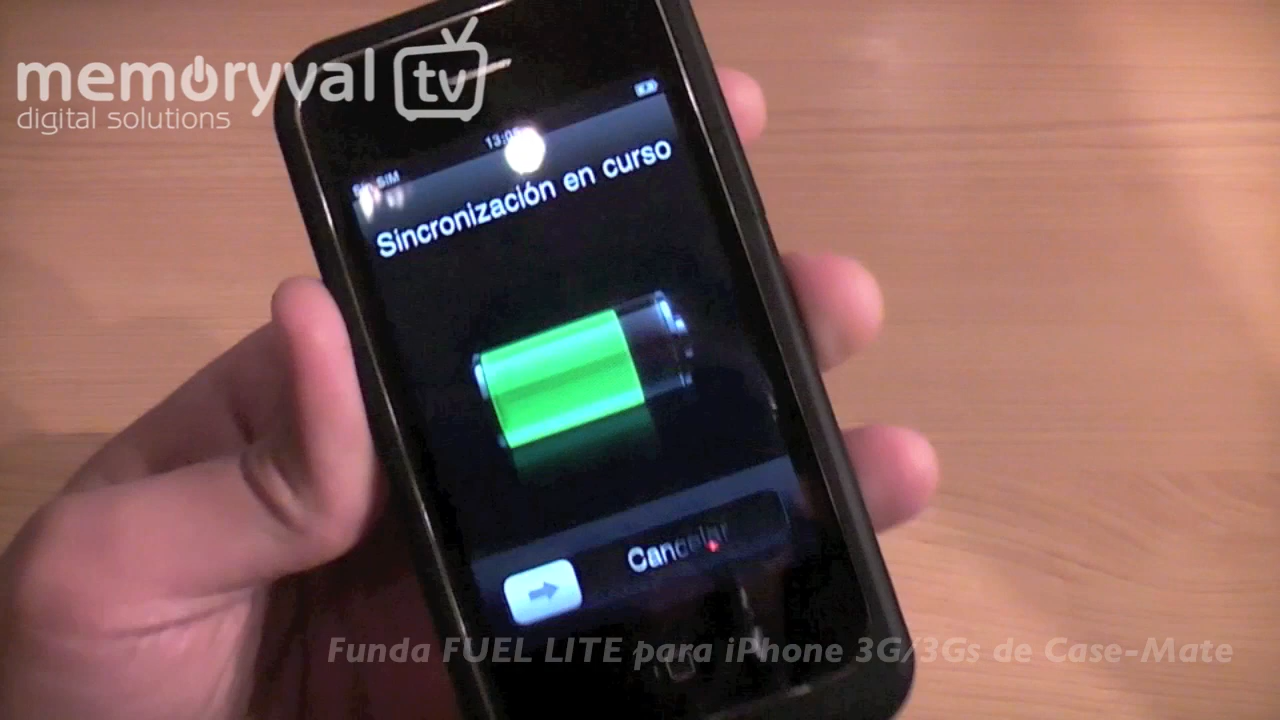 memoryval tv
digital solutions
Sincronización en curso
Cancelar
Funda FUEL LITE para iPhone 3G/3Gs de Case-Mate